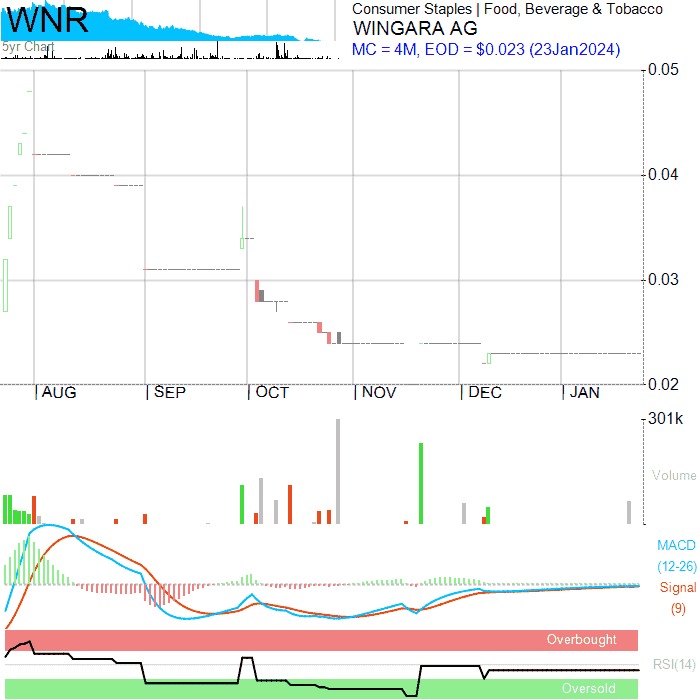 WNR
Consumer Staples | Food, Beverage & Tobacco
WINGARA AG
5yr Chart
MC = 4M, EOD = $0.023 (23Jan2024)
0.05
0.04
0.03
0.02
| AUG | SEP | OCT | NOV | DEC | JAN
301k
Volume
MACD
(12-26)
Signal
(9)
Overbought
RSI(14)
Oversold